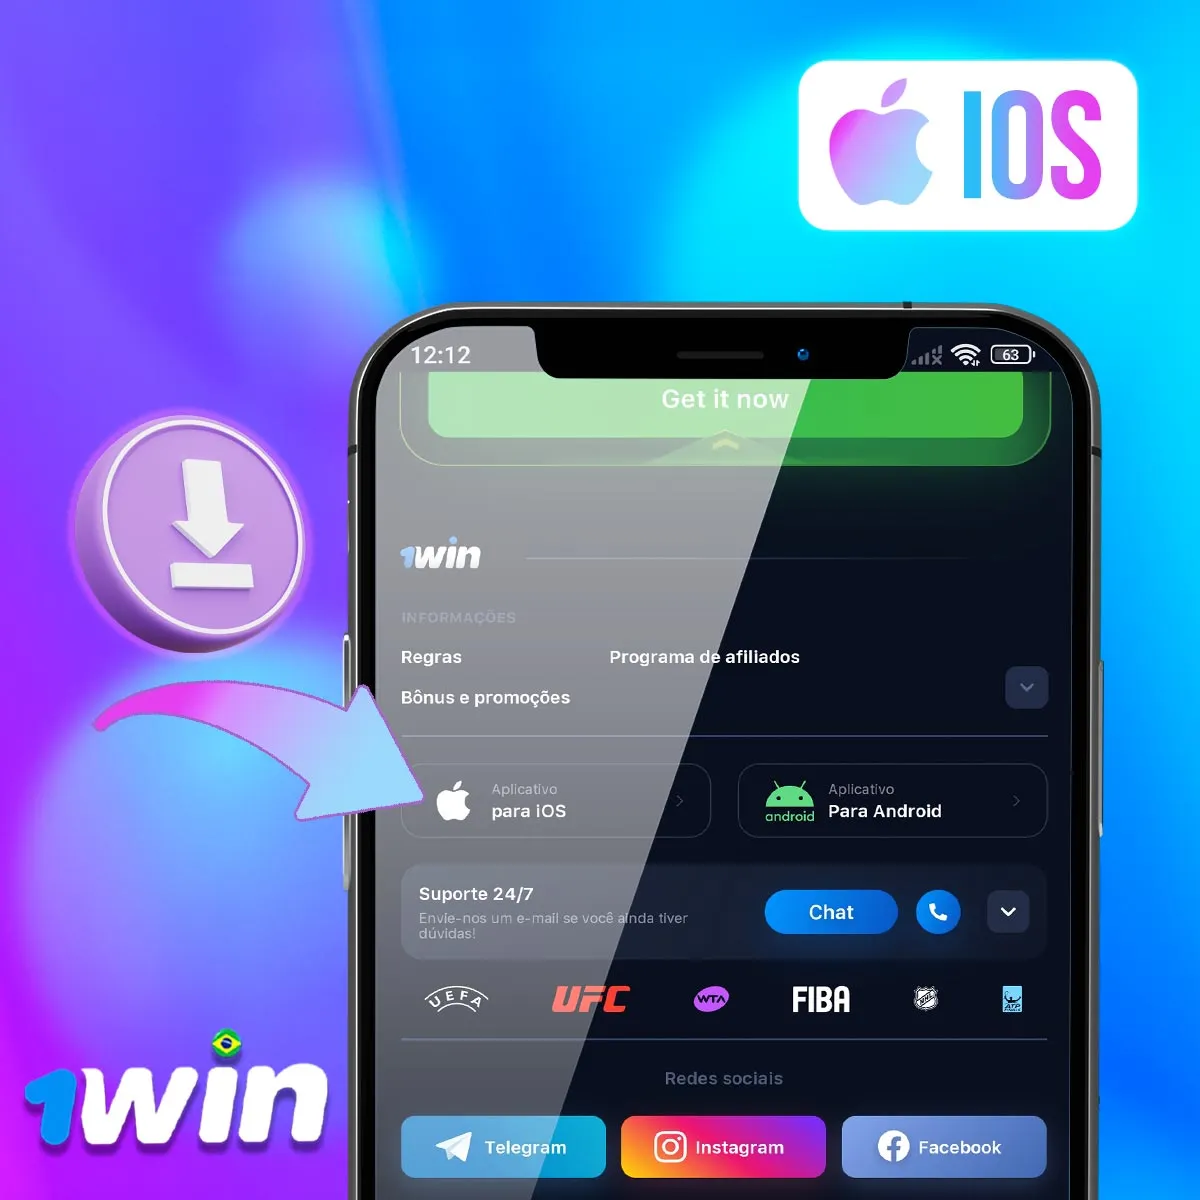 IOS
12:12
63
Get it now
1win
INFORMAÇÕES
Regras
Programa de afiliados
Bônus e promoções
Aplicativo
para iOS
android
Aplicativo
Para Android
Suporte 24/7
Envie-nos um e-mail se você ainda tiver
dúvidas!
Chat
UEFA
UFC
WTA
FIBA
NHL
ATP
Redes sociais
Telegram
Instagram
Facebook
1win